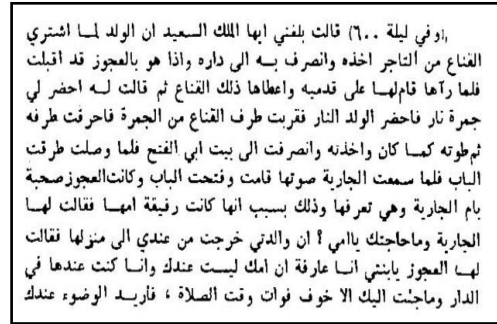 (وفي ليلة ٦٠٠) قالت بلغني ايها الملك السعيد ان الولد لما اشتري
القناع من التاجر اخذه وانصرف به الى داره واذا هو بالعجوز قد اقبلت
فلما رآها قام لها على قدميه واعطاها ذلك القناع ثم قالت له احضر لي
جمرة نار فاحضر الولد النار فقربت طرف القناع من الجمرة فاحرقت طرفه
ثم طوته كما كان واخذته وانصرفت الى بيت ابي الفتح فلما وصلت طرقت
الباب فلما سمعت الجارية صوتها قامت وفتحت الباب وكانت العجوز صحبة
بام الجارية وهي تعرفها وذلك بسبب انها كانت رفيقة امها فقالت لها
الجارية وماحاجتك ياامي ؟ ان والدتي خرجت من عندي الى منزلها فقالت
لها العجوز يابنتي انا عارفة ان امك ليست عندك وانا كنت عندها في
الدار وماجئت اليك الا خوف فوات وقت الصلاة ، فاريد الوضوء عندك